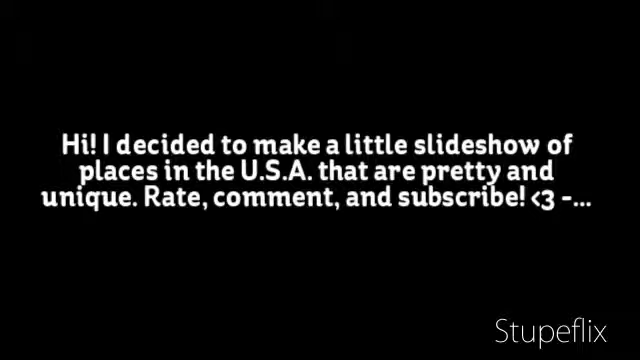 Hi! I decided to make a little slideshow of
places in the U.S.A. that are pretty and
unique. Rate, comment, and subscribe! <3 -...
Stupeflix